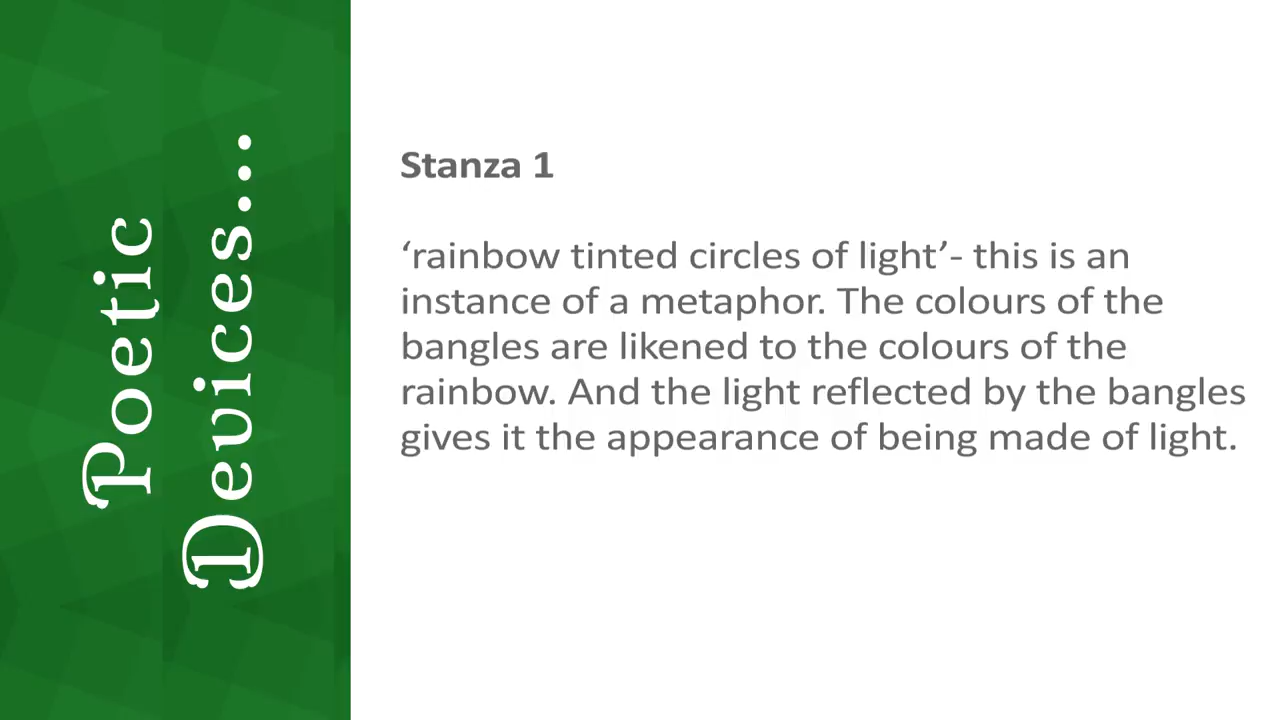 Poetic
Devices...
Stanza 1
‘rainbow tinted circles of light’- this is an
instance of a metaphor. The colours of the
bangles are likened to the colours of the
rainbow. And the light reflected by the bangles
gives it the appearance of being made of light.